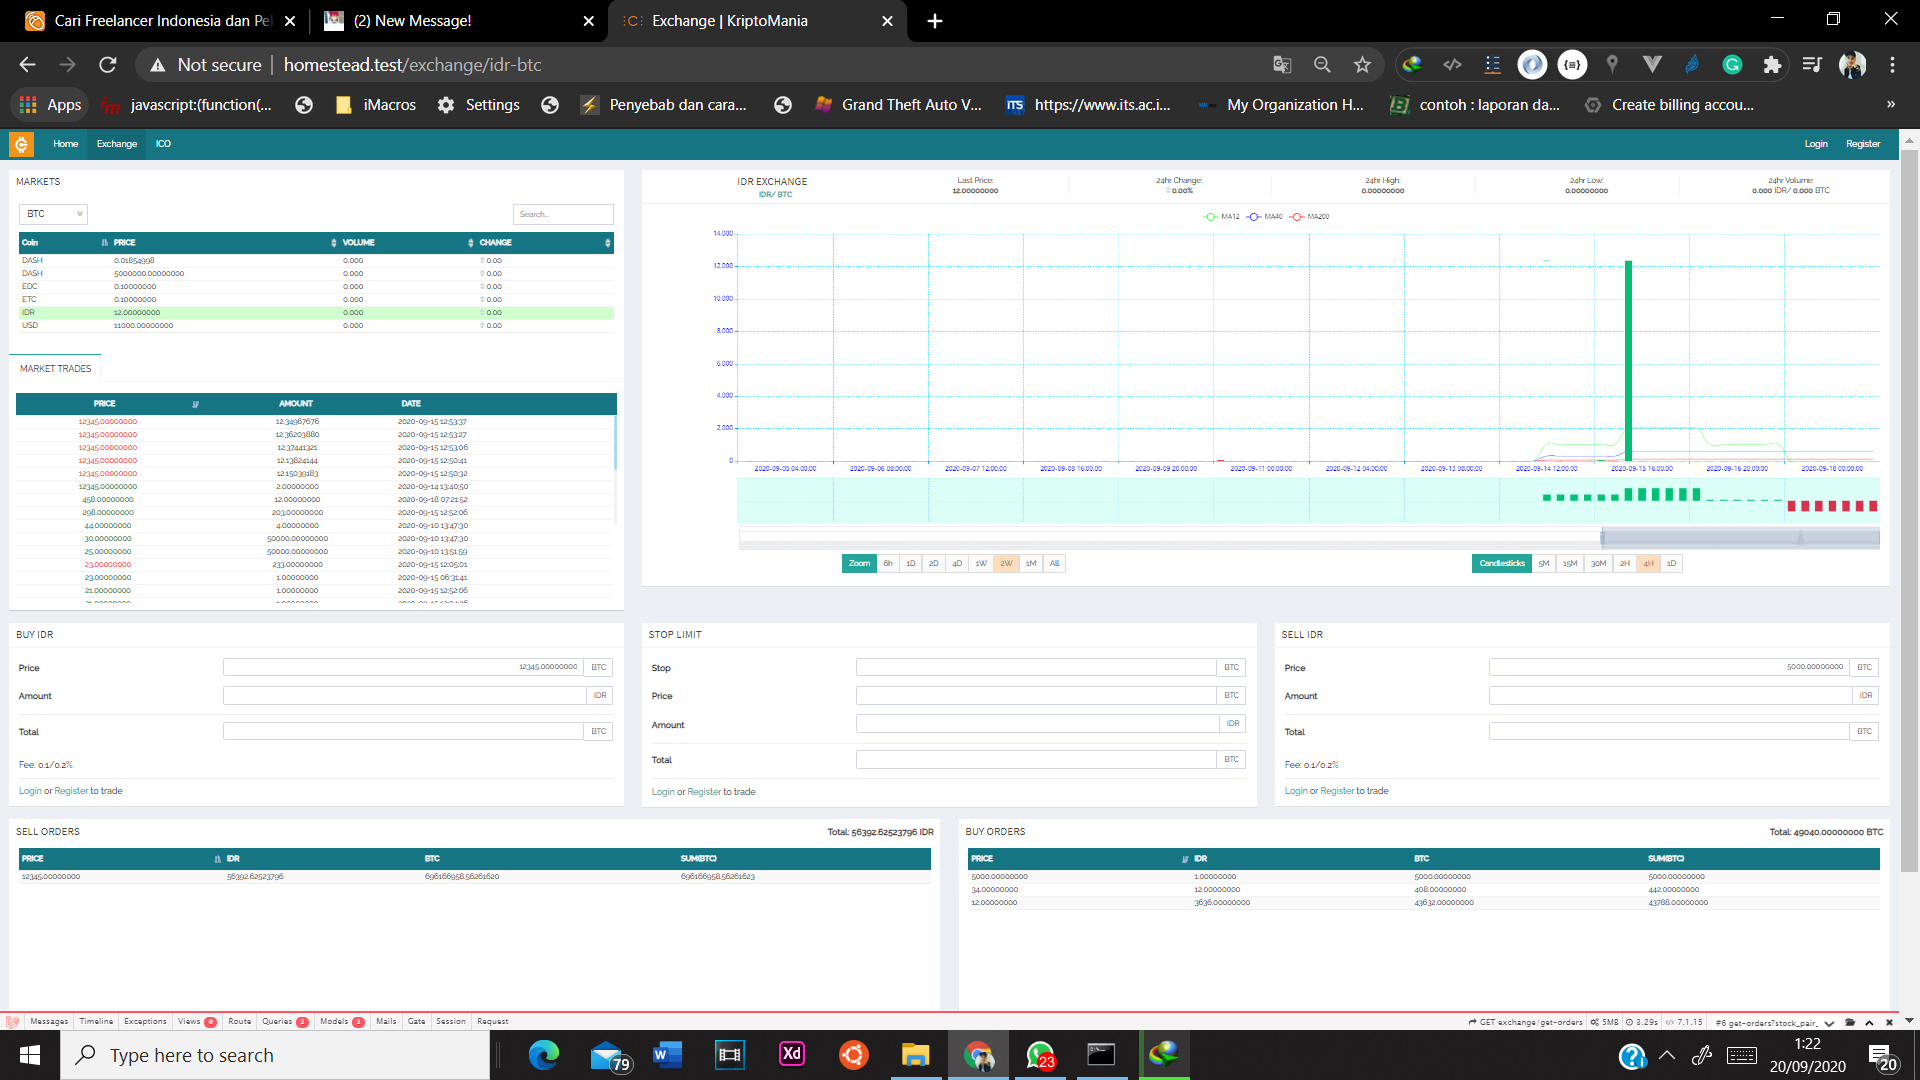 Cari Freelancer Indonesia dan Pe
(2) New Message!
Exchange | KriptoMania
Not secure | homestead.test/exchange/idr-btc
Apps
javascript:(function(...
iMacros
Settings
Penyebab dan cara...
Grand Theft Auto V...
https://www.its.ac.i...
My Organization H...
contoh : laporan da...
Create billing accou...
»
Home Exchange ICO
Login Register
MARKETS
BTC
Search...
Coin PRICE VOLUME CHANGE
DASH 0.01854998 0.000 0.00
DASH 5000000.00000000 0.000 0.00
EDC 0.10000000 0.000 0.00
ETC 0.10000000 0.000 0.00
IDR 12.00000000 0.000 0.00
USD 11000.00000000 0.000 0.00
MARKET TRADES
PRICE AMOUNT DATE
12345.00000000 12.34967676 2020-09-15 12:53:37
12345.00000000 12.36203880 2020-09-15 12:53:27
12345.00000000 12.37441321 2020-09-15 12:53:06
12345.00000000 12.13824144 2020-09-15 12:50:41
12345.00000000 12.15039183 2020-09-15 12:50:32
12345.00000000 2.00000000 2020-09-14 13:40:50
458.00000000 12.00000000 2020-09-18 07:21:52
298.00000000 203.00000000 2020-09-15 12:52:06
44.00000000 4.00000000 2020-09-10 13:47:30
30.00000000 50000.00000000 2020-09-10 13:47:30
25.00000000 50000.00000000 2020-09-10 13:51:59
23.00000000 233.00000000 2020-09-15 12:05:01
23.00000000 1.00000000 2020-09-15 06:31:41
21.00000000 1.00000000 2020-09-15 12:52:06
IDR EXCHANGE
IDR/ BTC
Last Price:
12.00000000
24hr Change:
0.00%
24hr High:
0.00000000
24hr Low:
0.00000000
24hr Volume:
0.000 IDR/ 0.000 BTC
MA12 MA40 MA200
14,000
12,000
10,000
8,000
6,000
4,000
2,000
0
2020-09-05 04:00:00 2020-09-06 08:00:00 2020-09-07 12:00:00 2020-09-08 16:00:00 2020-09-09 20:00:00 2020-09-11 00:00:00 2020-09-12 04:00:00 2020-09-13 08:00:00 2020-09-14 12:00:00 2020-09-15 16:00:00 2020-09-16 20:00:00 2020-09-18 00:00:00
Zoom 6h 1D 2D 4D 1W 2W 1M All
Candlesticks 5M 15M 30M 2H 4H 1D
BUY IDR
Price 12345.00000000 BTC
Amount IDR
Total BTC
Fee: 0.1/0.2%
Login or Register to trade
STOP LIMIT
Stop BTC
Price BTC
Amount IDR
Total BTC
Login or Register to trade
SELL IDR
Price 5000.00000000 BTC
Amount IDR
Total BTC
Fee: 0.1/0.2%
Login or Register to trade
SELL ORDERS
Total: 56392.62523796 IDR
PRICE IDR BTC SUM(BTC)
12345.00000000 56392.62523796 696166958.56261620 696166958.56261623
BUY ORDERS
Total: 49040.00000000 BTC
PRICE IDR BTC SUM(BTC)
5000.00000000 1.00000000 5000.00000000 5000.00000000
34.00000000 12.00000000 408.00000000 442.00000000
12.00000000 3636.00000000 43632.00000000 43788.00000000
Messages Timeline Exceptions Views Route Queries 2 Models 2 Mails Gate Session Request
GET exchange/get-orders 5MB 3.29s 7.1.15 #6 get-orders?stock_pair_
Type here to search
79
Xd
23
1:22
20/09/2020
20